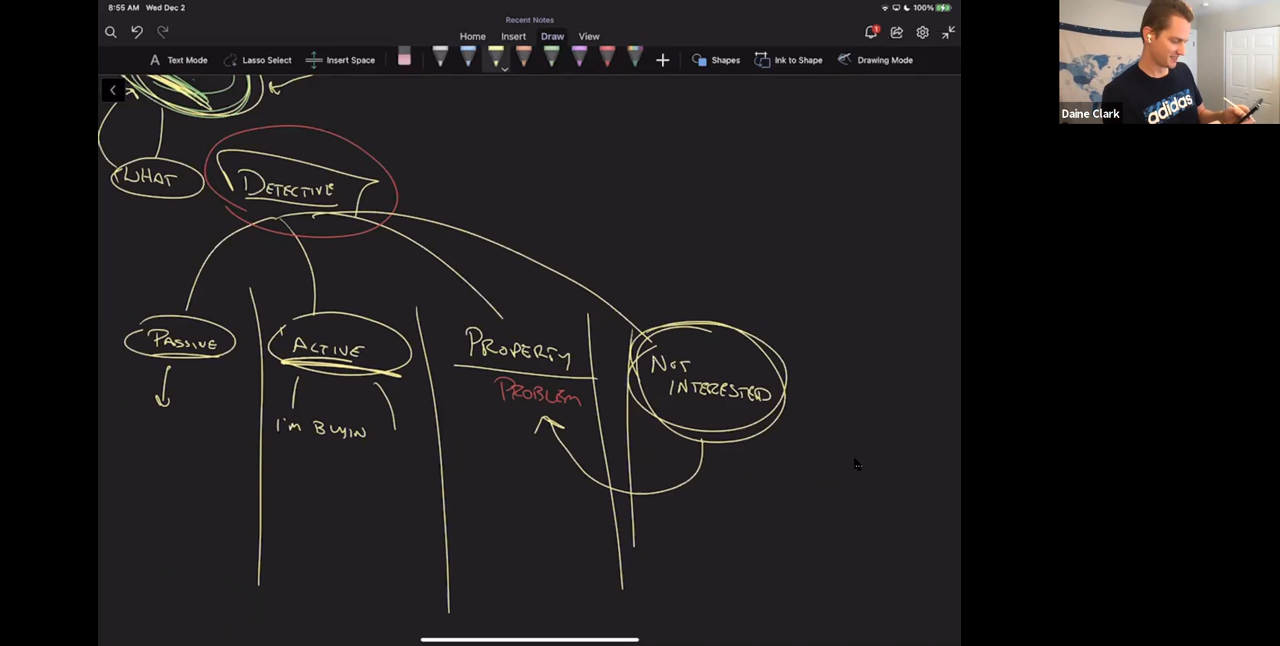 8:55 AM Wed Dec 2
100%
Recent Notes
Home Insert Draw View
1
Text Mode Lasso Select Insert Space Shapes Ink to Shape Drawing Mode
Daine Clark
adidas
WHAT
DETECTIVE
PASSIVE
ACTIVE
PROPERTY
PROBLEM
NOT
INTERESTED
I'M BUYIN